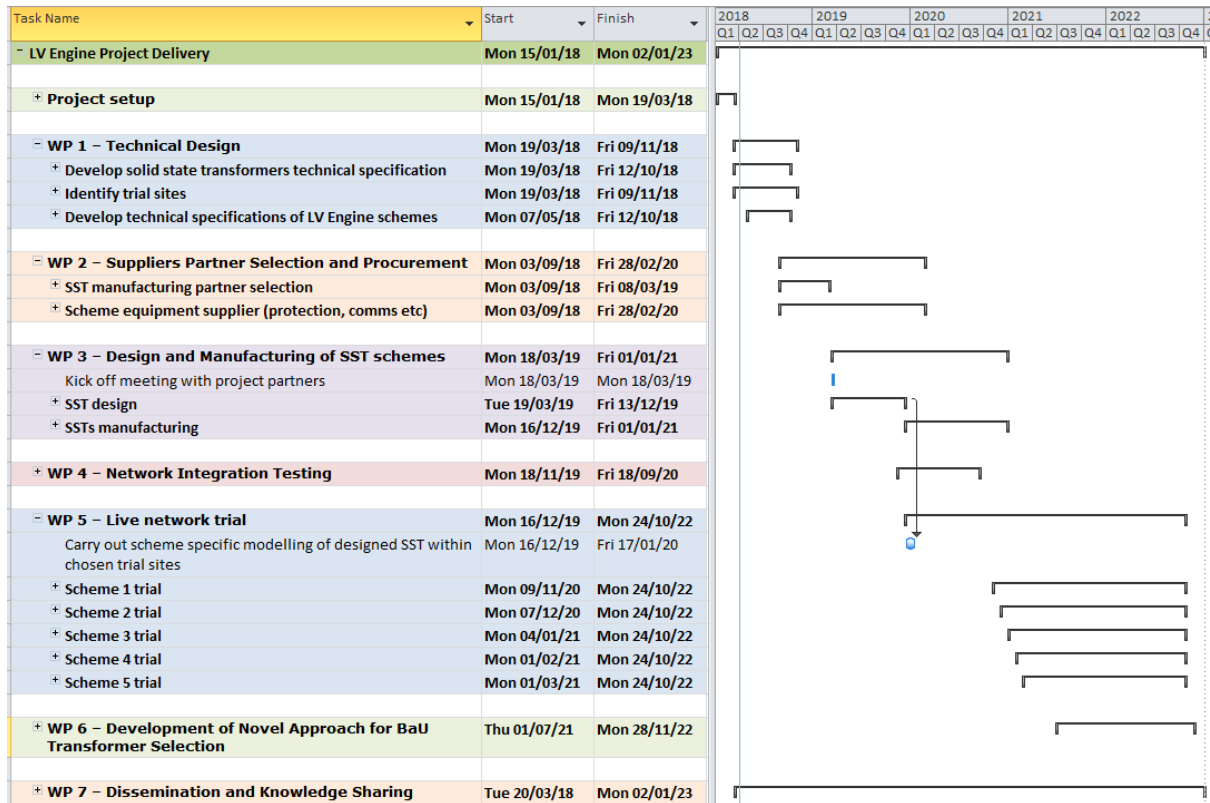 Task Name Start Finish 2018 2019 2020 2021 2022 2
Q1 Q2 Q3 Q4 Q1 Q2 Q3 Q4 Q1 Q2 Q3 Q4 Q1 Q2 Q3 Q4 Q1 Q2 Q3 Q4
LV Engine Project Delivery Mon 15/01/18 Mon 02/01/23
Project setup Mon 15/01/18 Mon 19/03/18
WP 1 – Technical Design Mon 19/03/18 Fri 09/11/18
Develop solid state transformers technical specification Mon 19/03/18 Fri 12/10/18
Identify trial sites Mon 19/03/18 Fri 09/11/18
Develop technical specifications of LV Engine schemes Mon 07/05/18 Fri 12/10/18
WP 2 – Suppliers Partner Selection and Procurement Mon 03/09/18 Fri 28/02/20
SST manufacturing partner selection Mon 03/09/18 Fri 08/03/19
Scheme equipment supplier (protection, comms etc) Mon 03/09/18 Fri 28/02/20
WP 3 – Design and Manufacturing of SST schemes Mon 18/03/19 Fri 01/01/21
Kick off meeting with project partners Mon 18/03/19 Mon 18/03/19
SST design Tue 19/03/19 Fri 13/12/19
SSTs manufacturing Mon 16/12/19 Fri 01/01/21
WP 4 – Network Integration Testing Mon 18/11/19 Fri 18/09/20
WP 5 – Live network trial Mon 16/12/19 Mon 24/10/22
Carry out scheme specific modelling of designed SST within Mon 16/12/19 Fri 17/01/20
chosen trial sites
Scheme 1 trial Mon 09/11/20 Mon 24/10/22
Scheme 2 trial Mon 07/12/20 Mon 24/10/22
Scheme 3 trial Mon 04/01/21 Mon 24/10/22
Scheme 4 trial Mon 01/02/21 Mon 24/10/22
Scheme 5 trial Mon 01/03/21 Mon 24/10/22
WP 6 – Development of Novel Approach for BaU Thu 01/07/21 Mon 28/11/22
Transformer Selection
WP 7 – Dissemination and Knowledge Sharing Tue 20/03/18 Mon 02/01/23